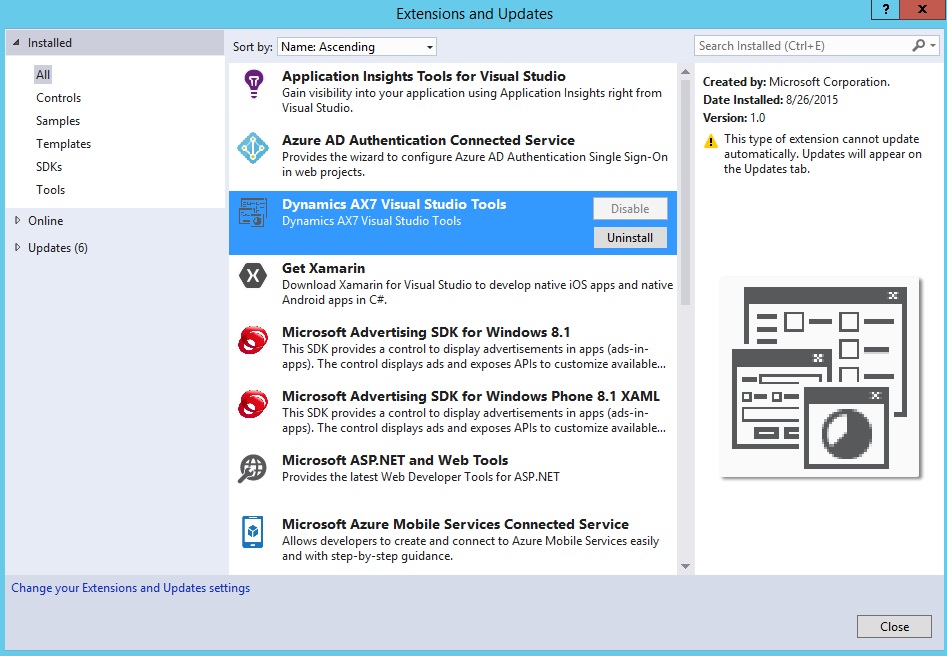 Extensions and Updates
?
x
Installed
All
Controls
Samples
Templates
SDKs
Tools
Online
Updates (6)
Sort by: Name: Ascending
Application Insights Tools for Visual Studio
Gain visibility into your application using Application Insights right from
Visual Studio.
Azure AD Authentication Connected Service
Provides the wizard to configure Azure AD Authentication Single Sign-On
in web projects.
Dynamics AX7 Visual Studio Tools
Dynamics AX7 Visual Studio Tools
Disable
Uninstall
Get Xamarin
Download Xamarin for Visual Studio to develop native iOS apps and native
Android apps in C#.
Microsoft Advertising SDK for Windows 8.1
This SDK provides a control to display advertisements in apps (ads-in-
apps). The control displays ads and exposes APIs to customize available...
Microsoft Advertising SDK for Windows Phone 8.1 XAML
This SDK provides a control to display advertisements in apps (ads-in-
apps). The control displays ads and exposes APIs to customize available...
Microsoft ASP.NET and Web Tools
Provides the latest Web Developer Tools for ASP.NET
Microsoft Azure Mobile Services Connected Service
Allows developers to create and connect to Azure Mobile Services easily
and with step-by-step guidance.
Search Installed (Ctrl+E)
Created by: Microsoft Corporation.
Date Installed: 8/26/2015
Version: 1.0
This type of extension cannot update
automatically. Updates will appear on
the Updates tab.
Change your Extensions and Updates settings
Close